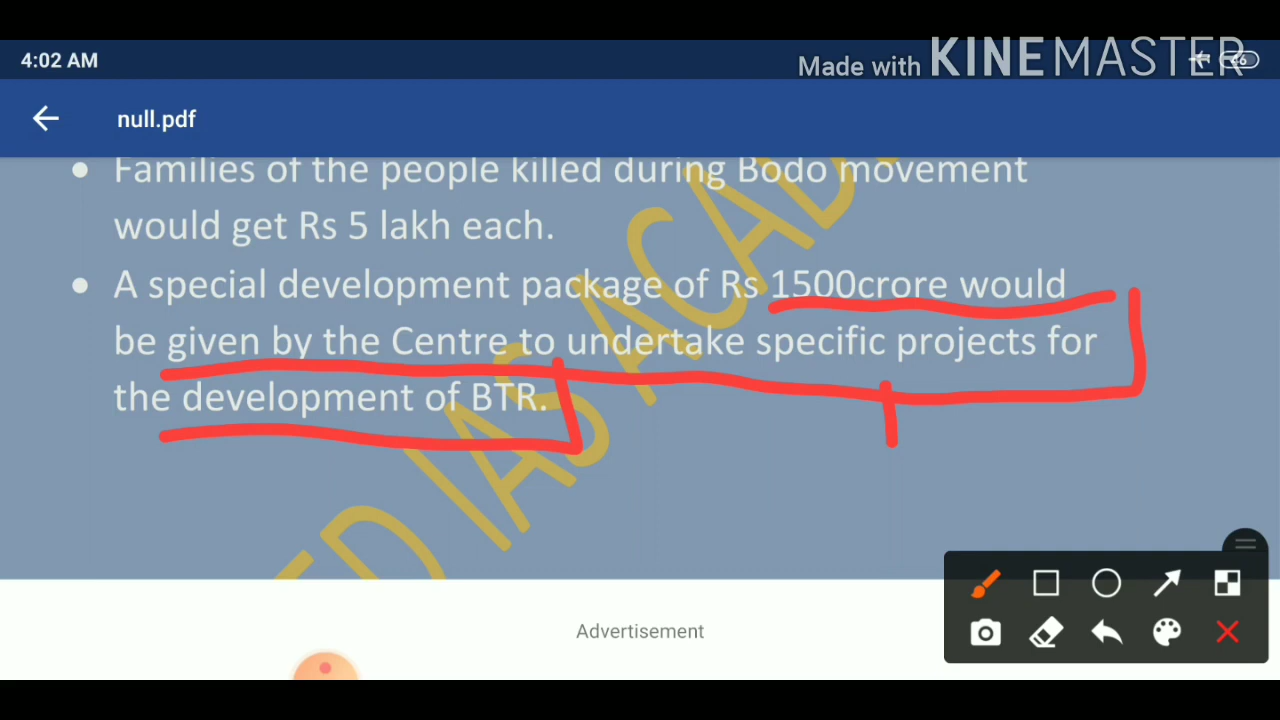 4:02 AM
Made with KINEMASTER
null.pdf
• Families of the people killed during Bodo movement
would get Rs 5 lakh each.
• A special development package of Rs 1500crore would
be given by the Centre to undertake specific projects for
the development of BTR.
IAS ACAD
Advertisement